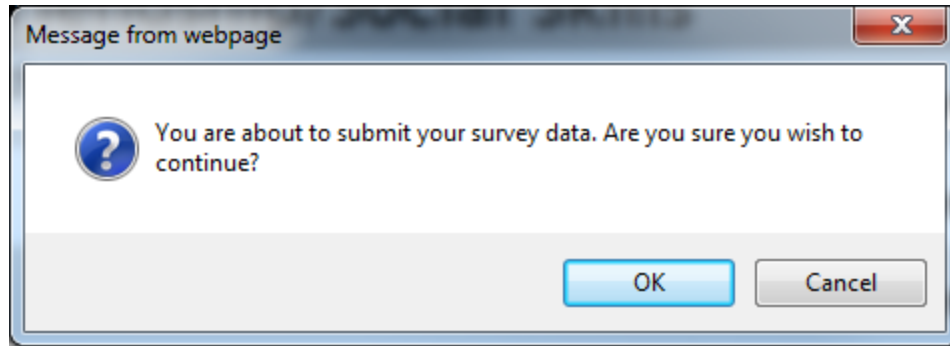 Message from webpage
You are about to submit your survey data. Are you sure you wish to
continue?
OK
Cancel